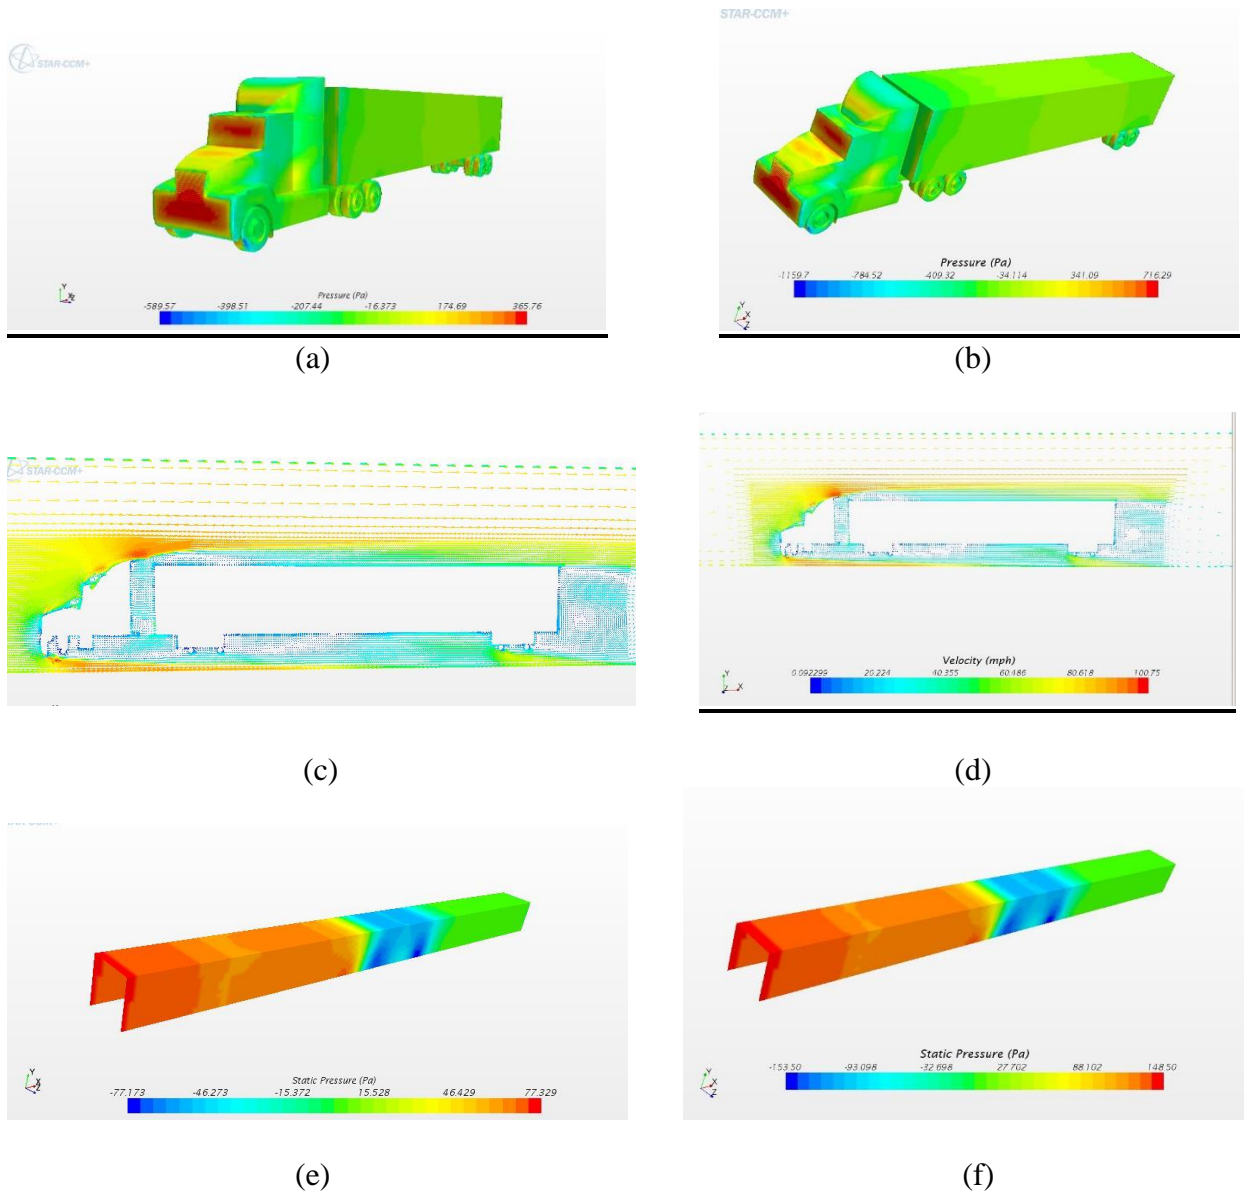 STAR-CCM+
Pressure (Pa)
-589.57 -398.51 -207.44 -16.373 174.69 365.76
(a)
STAR-CCM+
Pressure (Pa)
-1159.7 -784.52 -409.32 -34.114 341.09 716.29
(b)
STAR-CCM+
(c)
Velocity (mph)
0.092299 20.224 40.355 60.486 80.618 100.75
(d)
Static Pressure (Pa)
-77.173 -46.273 -15.372 15.528 46.429 77.329
(e)
Static Pressure (Pa)
-153.50 -93.098 -32.698 27.702 88.102 148.50
(f)